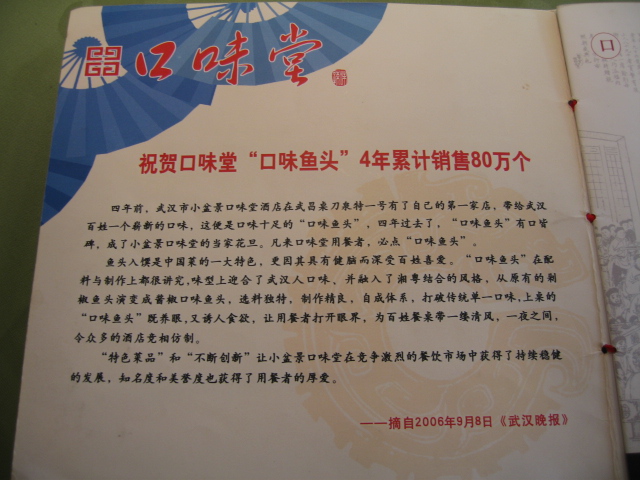 口味堂
祝贺口味堂“口味鱼头”4年累计销售80万个
四年前，武汉市小盆景口味堂酒店在武昌卓刀泉特一号有了自己的第一家店，带给武汉
百姓一个崭新的口味，这便是口味十足的“口味鱼头”，四年过去了，“口味鱼头”有口皆
碑，成了小盆景口味堂的当家花旦。凡来口味堂用餐者，必点“口味鱼头”。
鱼头入馔是中国菜的一大特色，更因其具有健脑而深受百姓喜爱。“口味鱼头”在配
料与制作上都很讲究，味型上迎合了武汉人口味、并融入了湘粤结合的风格，从原有的剁
椒鱼头演变成酱椒口味鱼头，选料独特，制作精良，自成体系，打破传统单一口味，上桌的
“口味鱼头”既养眼，又诱人食欲，让用餐者打开眼界，为百姓餐桌带一缕清风，一夜之间，
令众多的酒店竞相仿制。
“特色菜品”和“不断创新”让小盆景口味堂在竞争激烈的餐饮市场中获得了持续稳健
的发展，知名度和美誉度也获得了用餐者的厚爱。
——摘自2006年9月8日《武汉晚报》
口